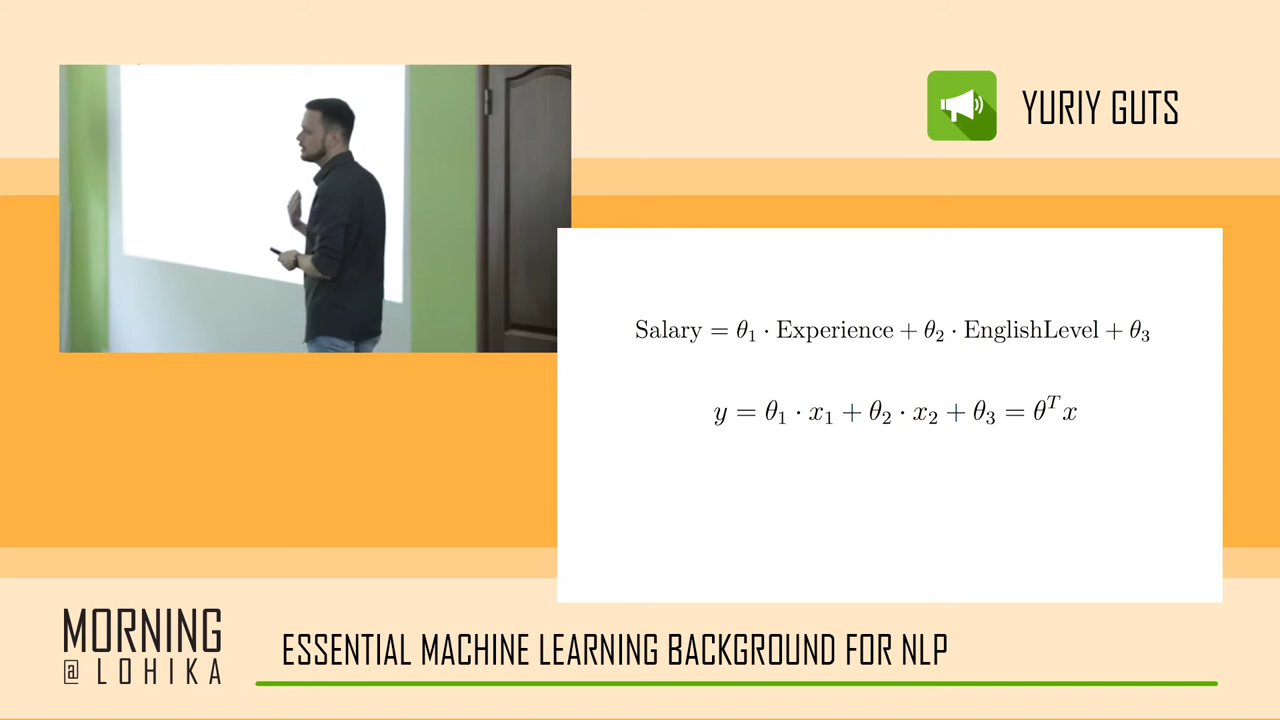 YURIY GUTS
Salary = θ₁ · Experience + θ₂ · EnglishLevel + θ₃
y = θ₁ · x₁ + θ₂ · x₂ + θ₃ = θᵀx
MORNING
@ LOHIKA
ESSENTIAL MACHINE LEARNING BACKGROUND FOR NLP